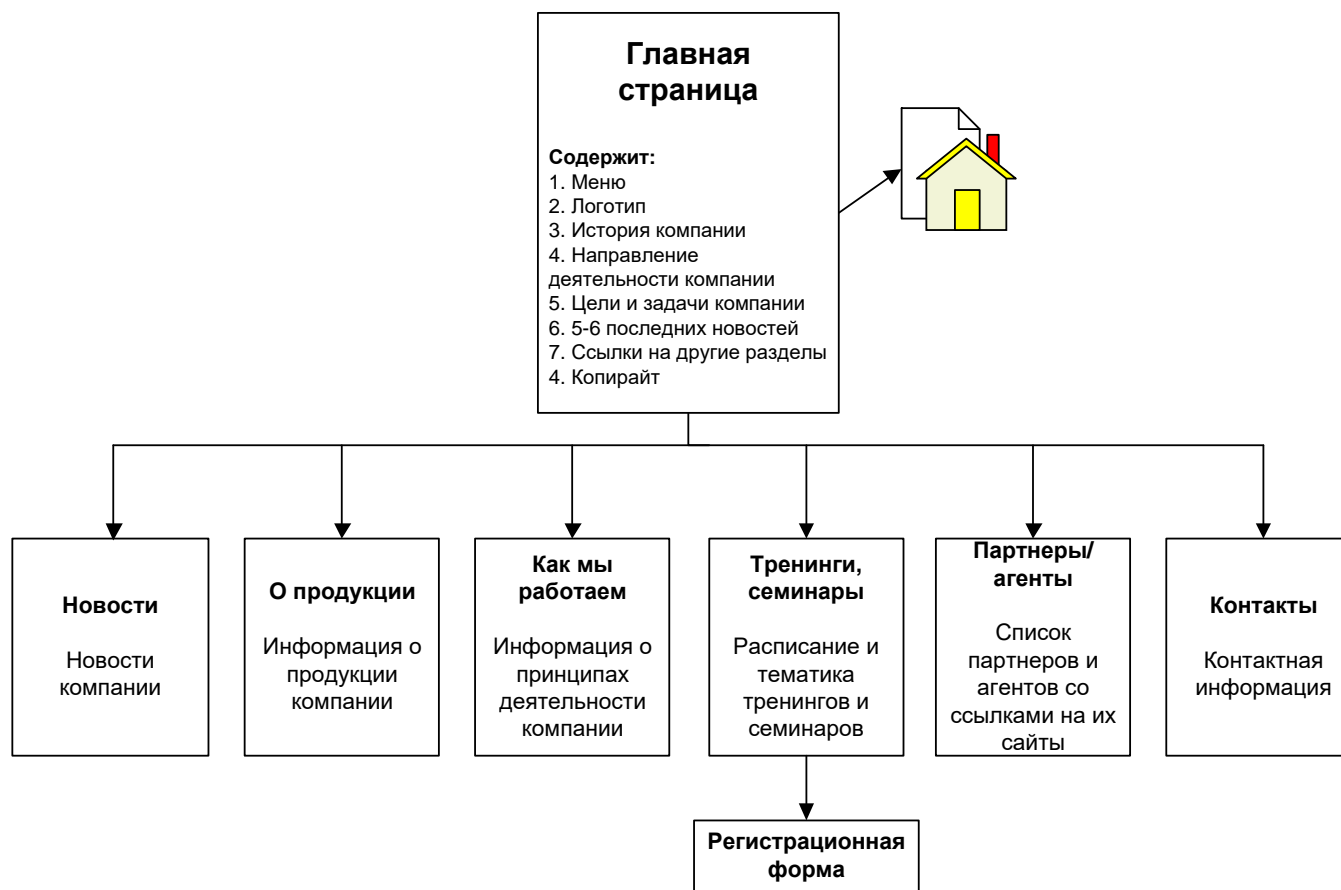 Главная
страница
Содержит:
1. Меню
2. Логотип
3. История компании
4. Направление
деятельности компании
5. Цели и задачи компании
6. 5-6 последних новостей
7. Ссылки на другие разделы
4. Копирайт
Новости
Новости
компании
О продукции
Информация о
продукции
компании
Как мы
работаем
Информация о
принципах
деятельности
компании
Тренинги,
семинары
Расписание и
тематика
тренингов и
семинаров
Партнеры/
агенты
Список
партнеров и
агентов со
ссылками на их
сайты
Контакты
Контактная
информация
Регистрационная
форма